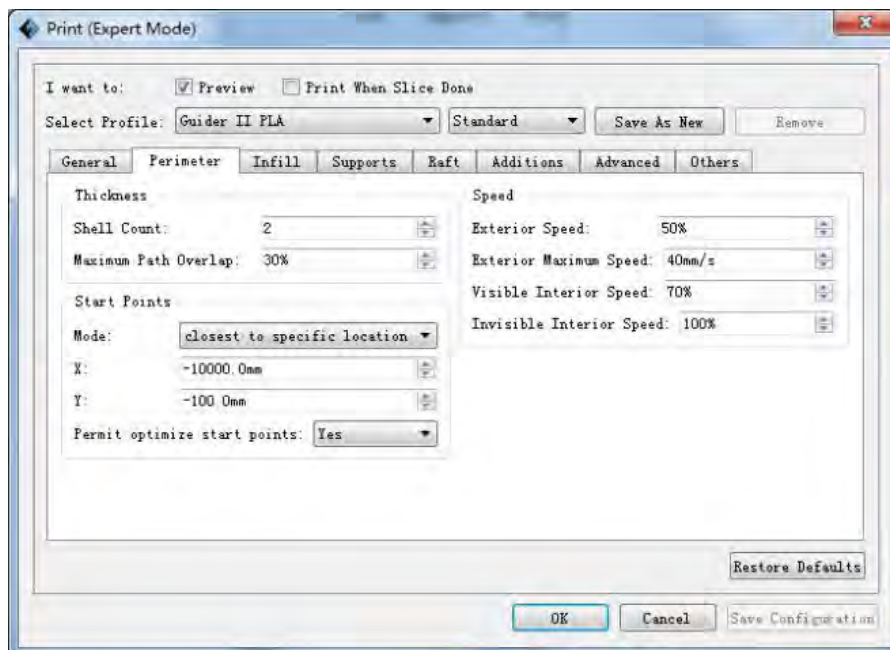 Print (Expert Mode)
I want to: Preview Print When Slice Done
Select Profile: Guider II PLA Standard Save As New Remove
General Perimeter Infill Supports Raft Additions Advanced Others
Thickness
Shell Count: 2
Maximum Path Overlap: 30%
Start Points
Mode: closest to specific location
X: -10000.0mm
Y: -100 0mm
Permit optimize start points: Yes
Speed
Exterior Speed: 50%
Exterior Maximum Speed: 40mm/s
Visible Interior Speed: 70%
Invisible Interior Speed: 100%
Restore Defaults
OK Cancel Save Configuration